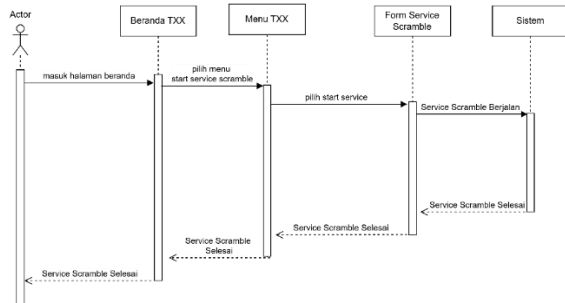 Actor
Beranda TXX
Menu TXX
Form Service
Scramble
Sistem
masuk halaman beranda
pilih menu
start service scramble
pilih start service
Service Scramble Berjalan
Service Scramble Selesai
Service Scramble Selesai
Service Scramble
Selesai
Service Scramble Selesai